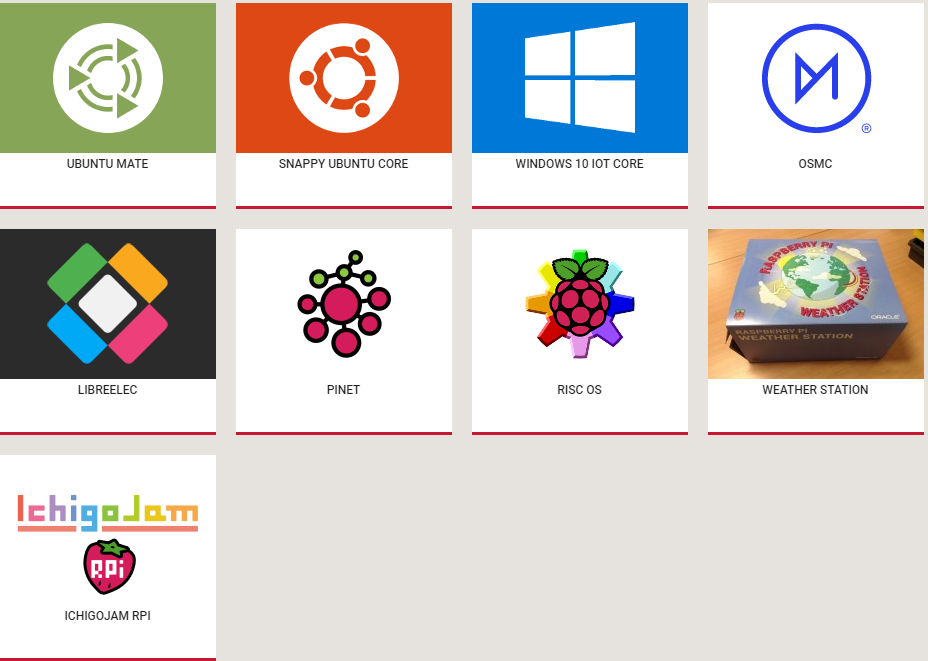 UBUNTU MATE
SNAPPY UBUNTU CORE
WINDOWS 10 IOT CORE
®
OSMC
LIBREELEC
PINET
RISC OS
RASPBERRY PI
WEATHER STATION
ORACLE
RASPBERRY PI
WEATHER STATION
WEATHER STATION
IchigoJam
RPi
ICHIGOJAM RPI